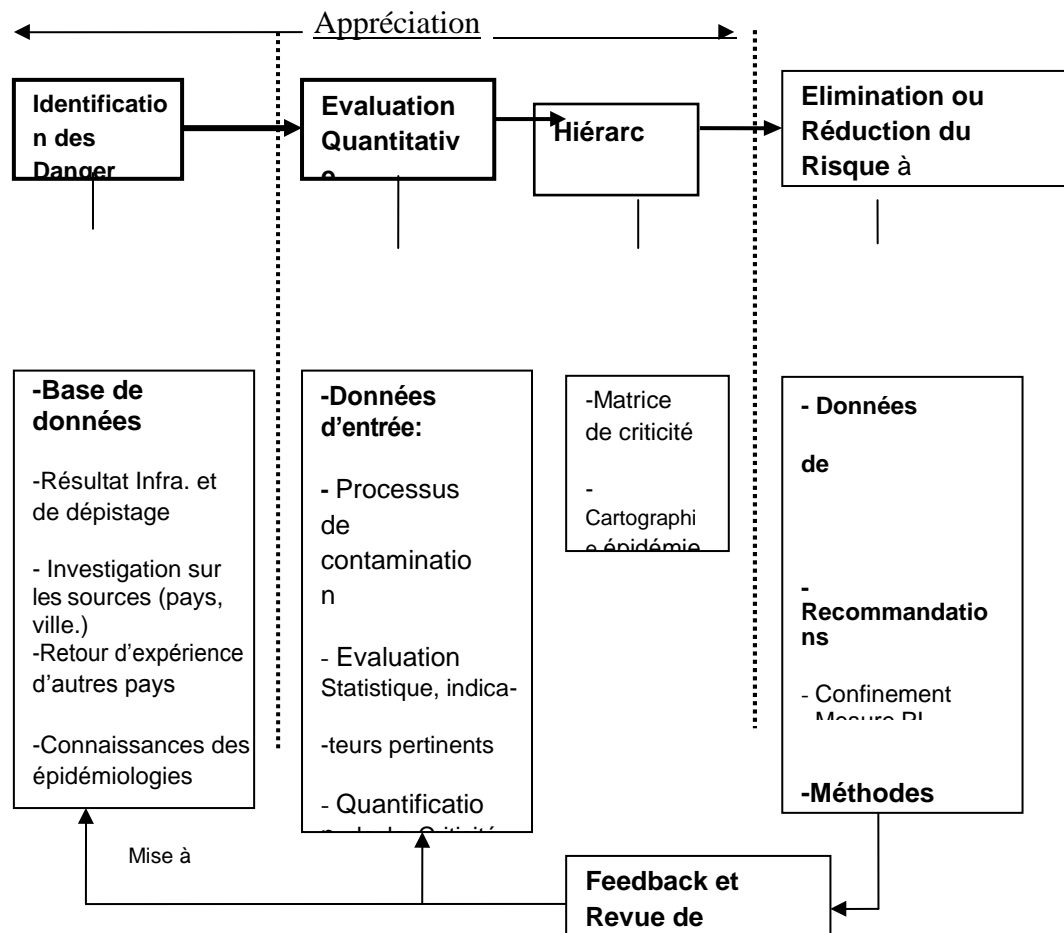 Appréciation
Identificatio
n des
Danger
Evaluation
Quantitativ
Hiérarc
Elimination ou
Réduction du
Risque à
-Base de
données
-Résultat Infra. et
de dépistage
- Investigation sur
les sources (pays,
ville.)
-Retour d’expérience
d’autres pays
-Connaissances des
épidémiologies
-Données
d’entrée:
- Processus
de
contaminatio
n
- Evaluation
Statistique, indica-
-teurs pertinents
- Quantificatio
-Matrice
de criticité
-
Cartographi
e épidémie
- Données
de
-
Recommandatio
ns
- Confinement
-Méthodes
Mise à
Feedback et
Revue de